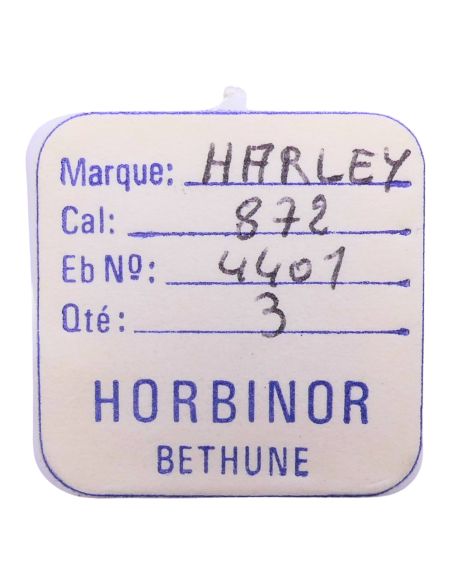 Marque: HARLEY
Cal: 872
Eb Nº: 4401
Qté: 3
HORBINOR
BETHUNE